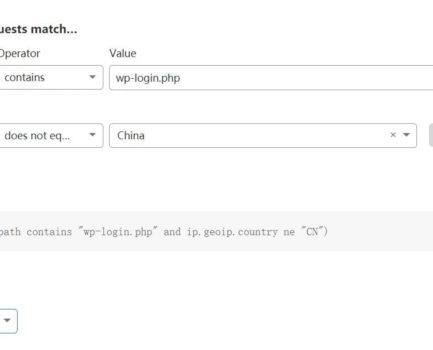 uests match...
Operator Value
contains wp-login.php
does not eq... China ×
path contains "wp-login.php" and ip.geoip.country ne "CN")